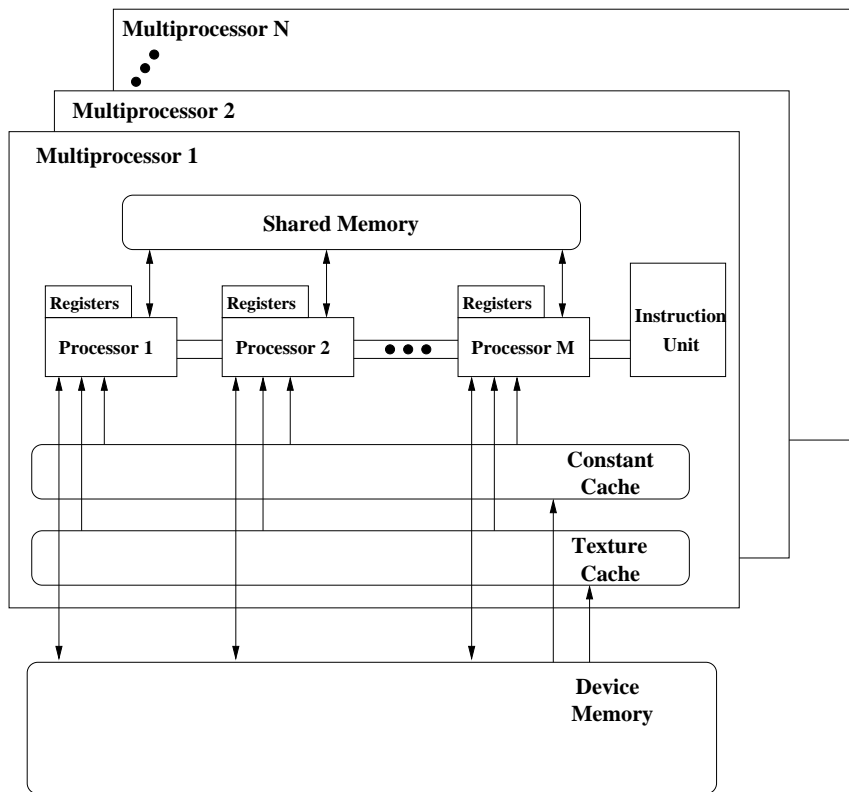 Multiprocessor N
Multiprocessor 2
Multiprocessor 1
Shared Memory
Registers
Registers
Registers
Processor 1
Processor 2
Processor M
Instruction
Unit
Constant
Cache
Texture
Cache
Device
Memory